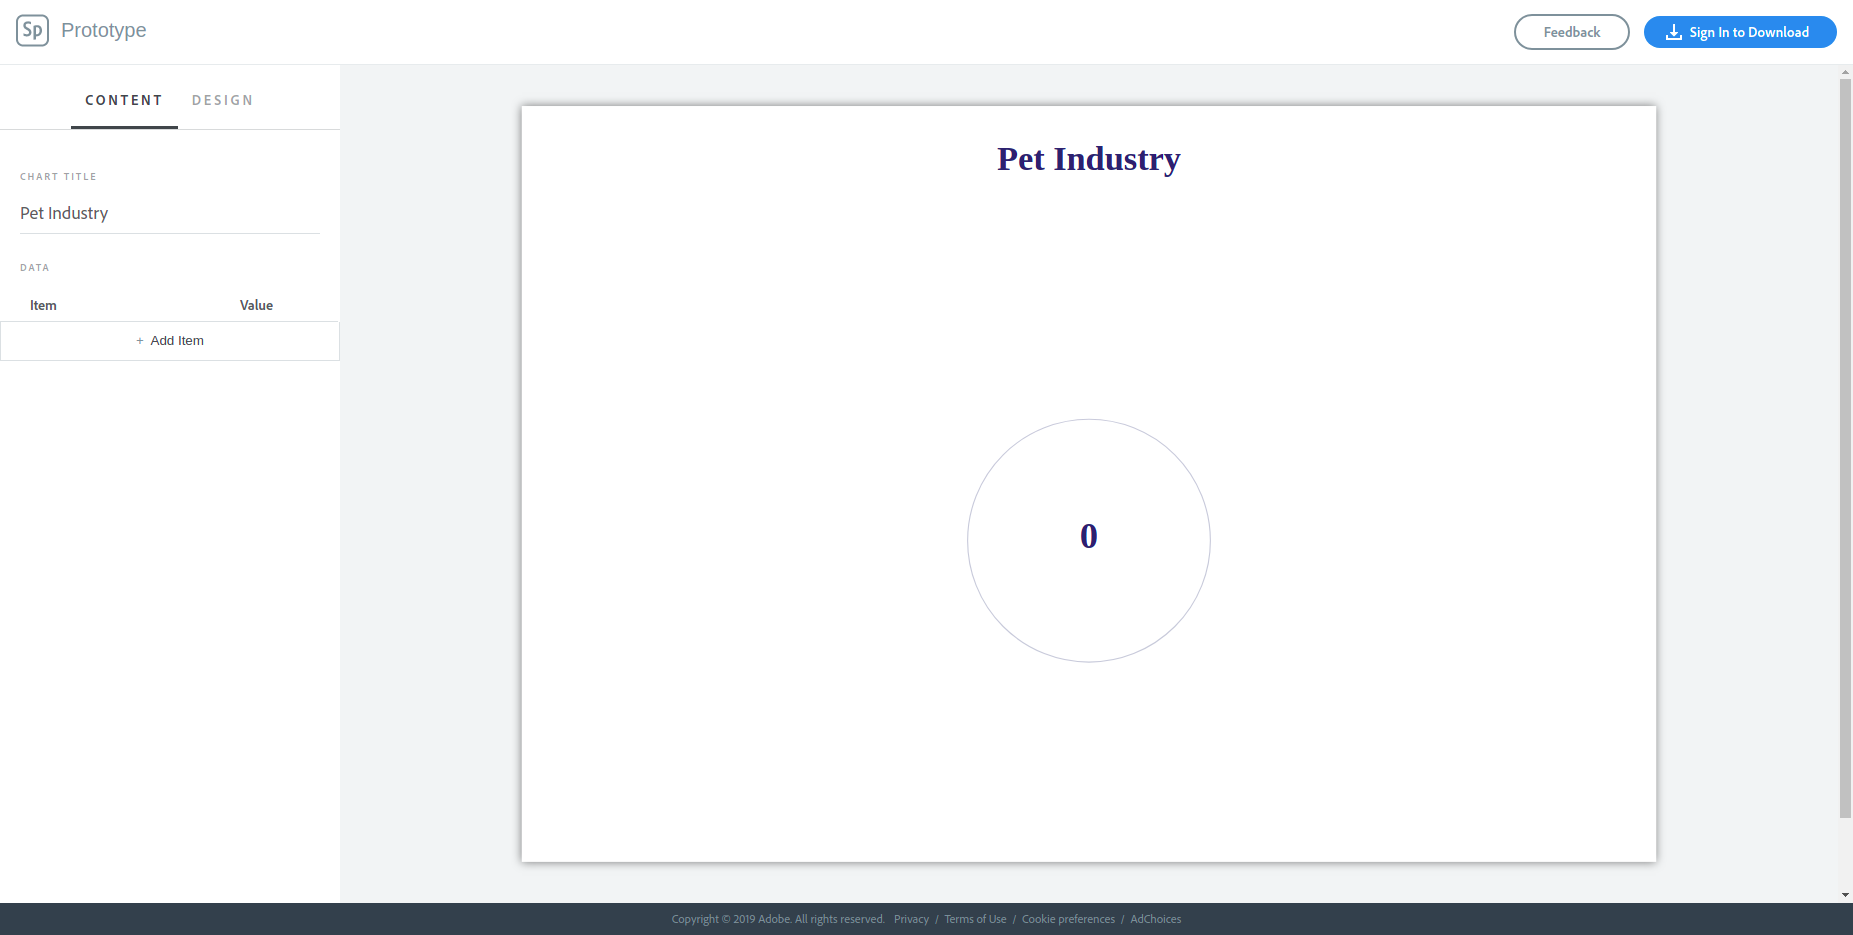 Sp Prototype
Feedback
Sign In to Download
CONTENT DESIGN
CHART TITLE
Pet Industry
DATA
Item Value
+ Add Item
Pet Industry
0
Copyright © 2019 Adobe. All rights reserved. Privacy / Terms of Use / Cookie preferences / AdChoices